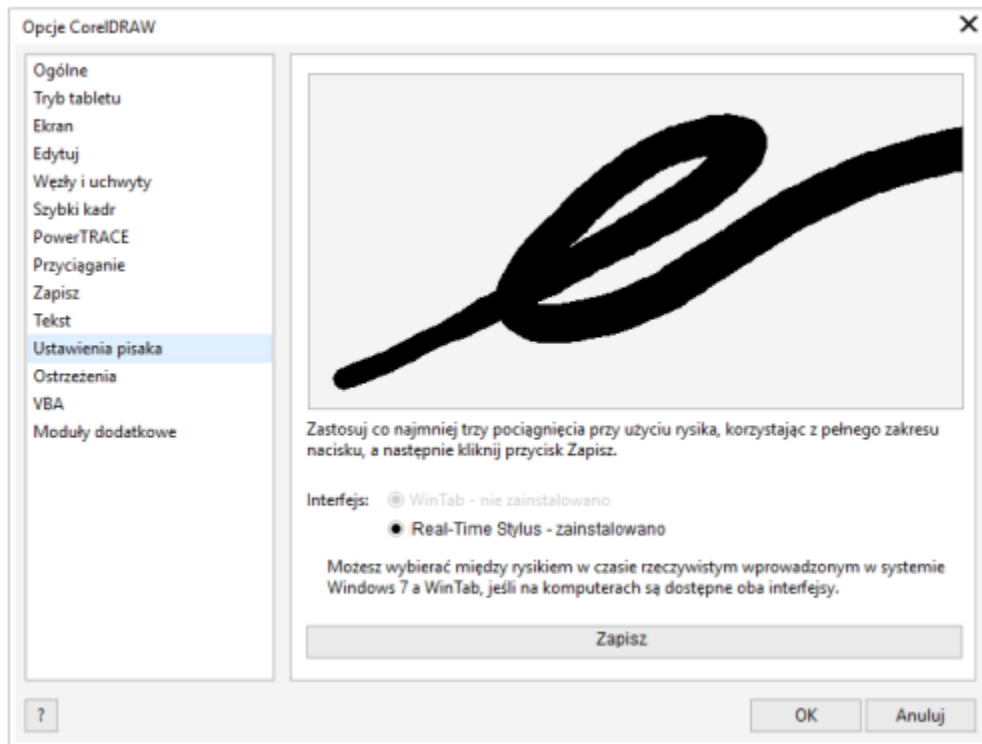 Opcje CorelDRAW
Ogólne
Tryb tabletu
Ekran
Edytuj
Węzły i uchwyty
Szybki kadr
PowerTRACE
Przyciąganie
Zapisz
Tekst
Ustawienia pisaka
Ostrzeżenia
VBA
Moduły dodatkowe
Zastosuj co najmniej trzy pociągnięcia przy użyciu rysika, korzystając z pełnego zakresu
nacisku, a następnie kliknij przycisk Zapisz.
Interfejs: WinTab - nie zainstalowano
Real-Time Stylus - zainstalowano
Możesz wybierać między rysikiem w czasie rzeczywistym wprowadzonym w systemie
Windows 7 a WinTab, jeśli na komputerach są dostępne oba interfejsy.
Zapisz
? OK Anuluj